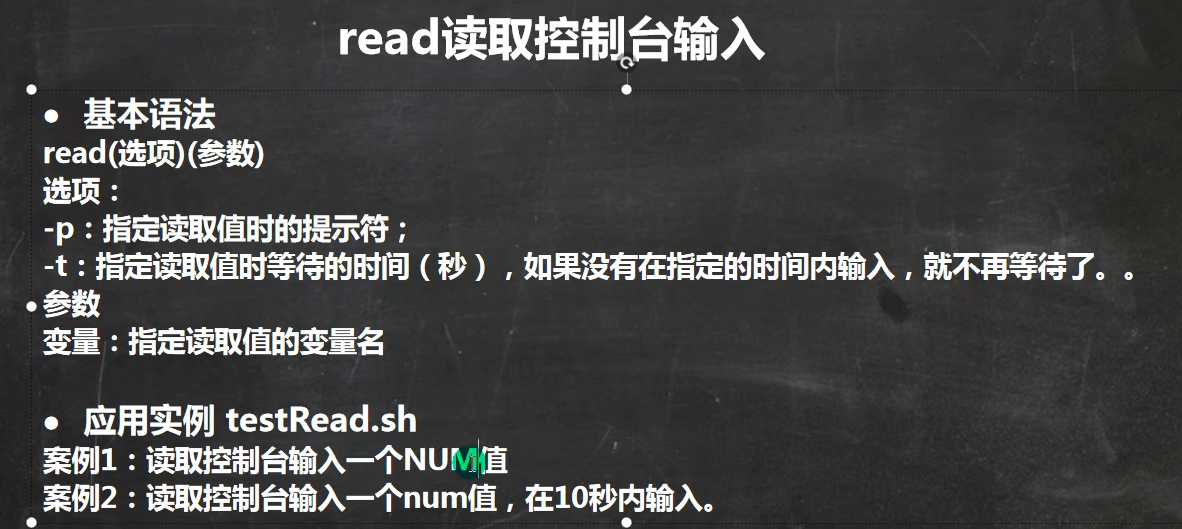 read读取控制台输入
● 基本语法
read(选项)(参数)
选项：
-p：指定读取值时的提示符；
-t：指定读取值时等待的时间（秒），如果没有在指定的时间内输入，就不再等待了。。
参数
变量：指定读取值的变量名
● 应用实例 testRead.sh
案例1：读取控制台输入一个NUM值
案例2：读取控制台输入一个num值，在10秒内输入。